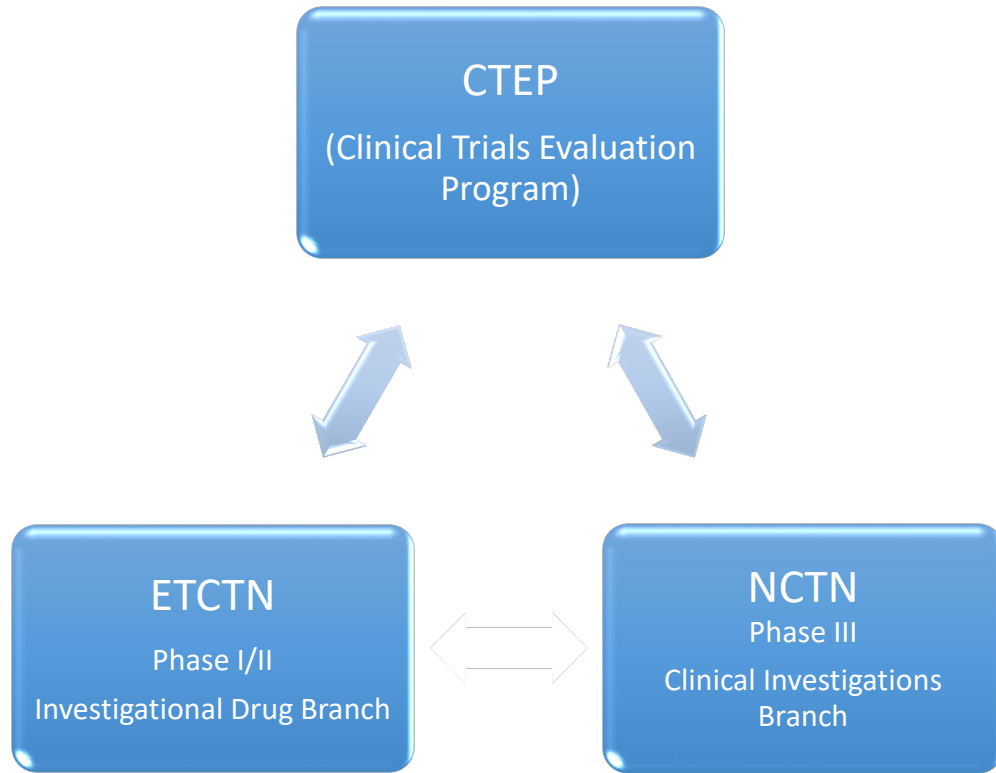 CTEP
(Clinical Trials Evaluation
Program)
ETCTN
Phase I/II
Investigational Drug Branch
NCTN
Phase III
Clinical Investigations
Branch